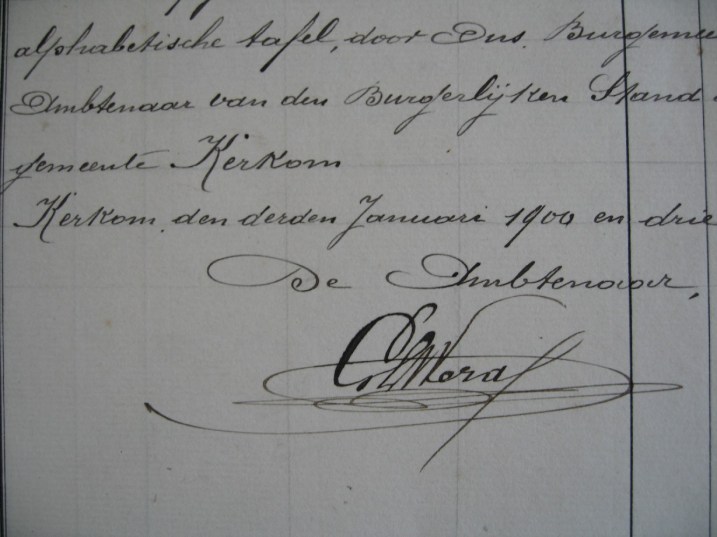 alphabetische tafel, door Ons. Burgemee
Ambtenaar van den Burgerlijken Stand
gemeente Kerkom
Kerkom, den derden Januari 1900 en drie
De Ambtenaar,